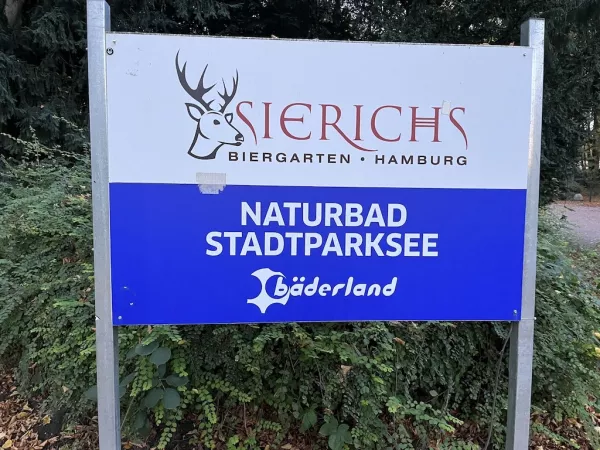 SIERICHS
BIERGARTEN · HAMBURG
NATURBAD
STADTPARKSEE
bäderland